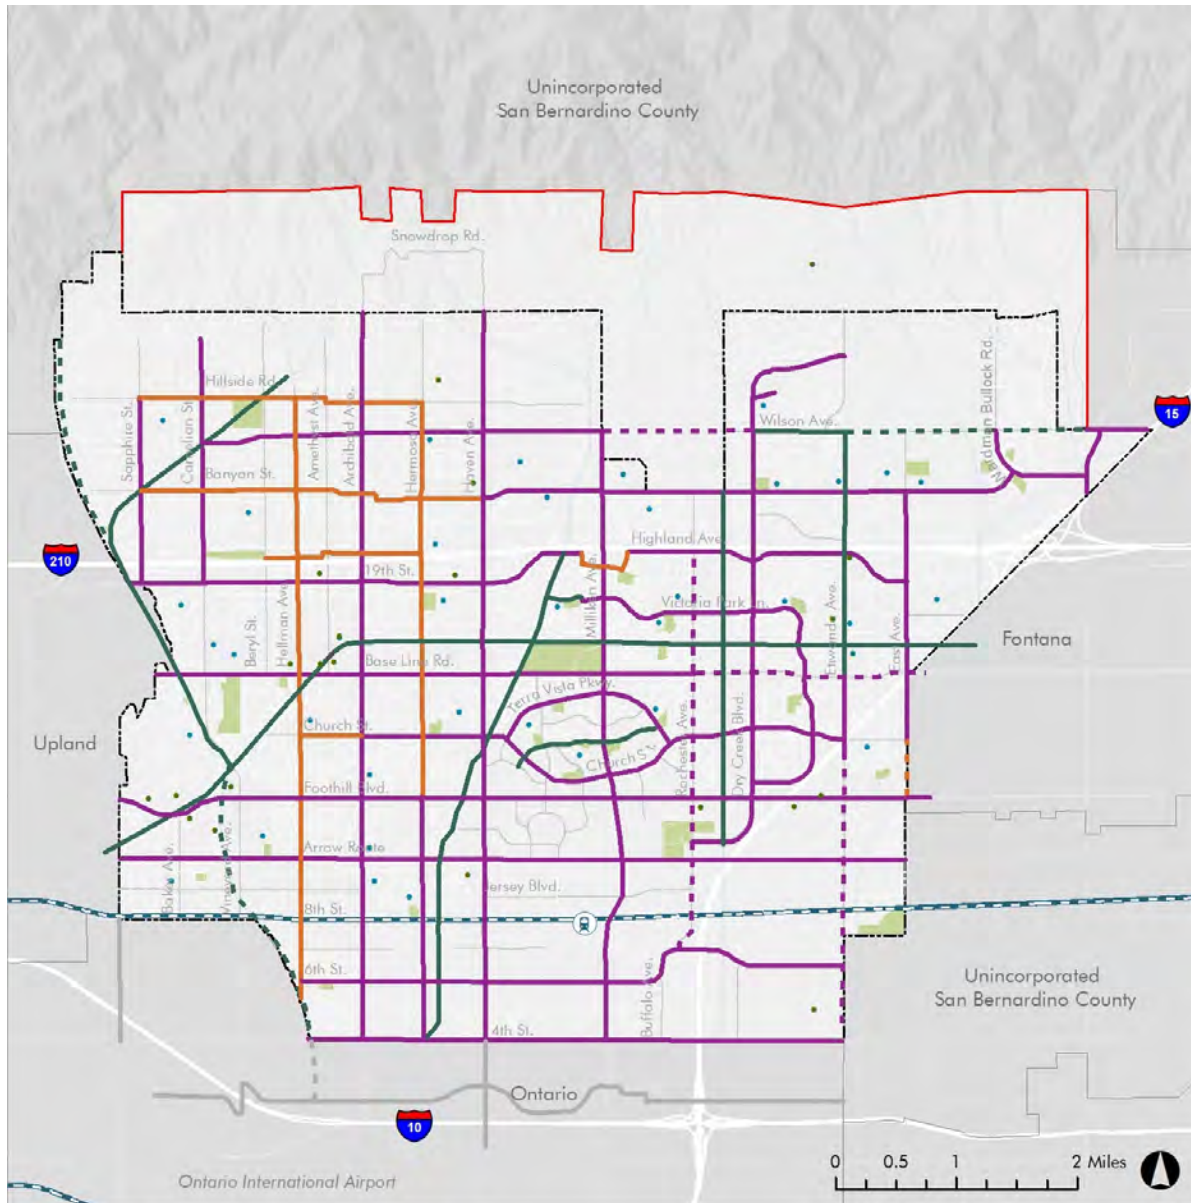 Unincorporated
San Bernardino County
Snowdrop Rd.
Hillside Rd.
Sapphire St.
Carnelian St.
Amethyst Ave.
Archibald Ave.
Hermosa Ave.
Haven Ave.
Wilson Ave.
Wardman Bullock Rd.
15
Banyan St.
210
Highland Ave.
19th St.
Milliken Ave.
Victoria Park Ln.
Beryl St.
Hellman Ave.
Etiwanda Ave.
East Ave.
Fontana
Base Line Rd.
Terra Vista Pkwy.
Upland
Church St.
Church St.
Rochester Ave.
Day Creek Blvd.
Foothill Blvd.
Baker Ave.
Vineyard Ave.
Arrow Route
Jersey Blvd.
8th St.
6th St.
Buffalo Ave.
Unincorporated
San Bernardino County
4th St.
Ontario
10
0 0.5 1 2 Miles
Ontario International Airport